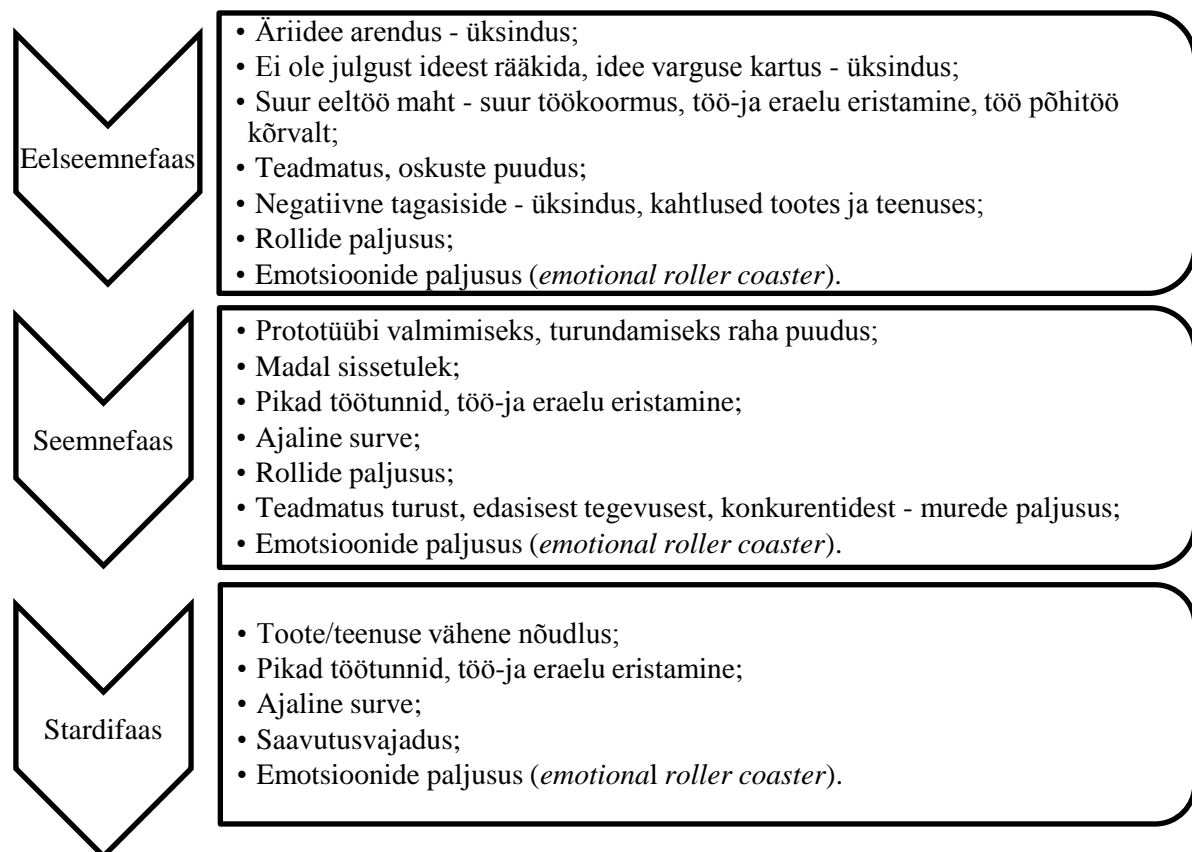 Eelseemnefaas
• Äriidee arendus - üksindus;
• Ei ole julgust ideest rääkida, idee varguse kartus - üksindus;
• Suur eeltöö maht - suur töökoormus, töö-ja eraelu eristamine, töö põhitöö
kõrvalt;
• Teadmatus, oskuste puudus;
• Negatiivne tagasiside - üksindus, kahtlused tootes ja teenuses;
• Rollide paljusus;
• Emotsioonide paljusus (emotional roller coaster).
Seemnefaas
• Prototüübi valmimiseks, turundamiseks raha puudus;
• Madal sissetulek;
• Pikad töötunnid, töö-ja eraelu eristamine;
• Ajaline surve;
• Rollide paljusus;
• Teadmatus turust, edasisest tegevusest, konkurentidest - murede paljusus;
• Emotsioonide paljusus (emotional roller coaster).
Stardifaas
• Toote/teenuse vähene nõudlus;
• Pikad töötunnid, töö-ja eraelu eristamine;
• Ajaline surve;
• Saavutusvajadus;
• Emotsioonide paljusus (emotional roller coaster).